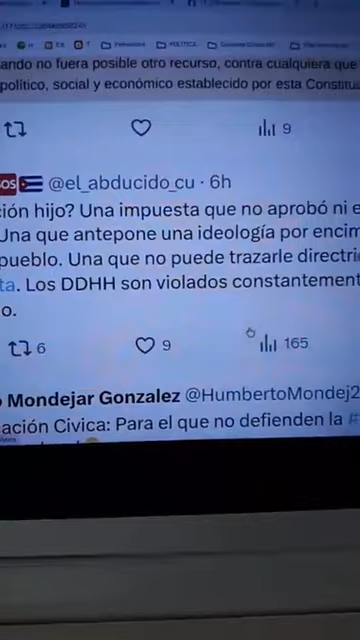 ando no fuera posible otro recurso, contra cualquiera que
político, social y económico establecido por esta Constitu
9
SOS @el_abducido_cu · 6h
ción hijo? Una impuesta que no aprobó ni e
Una que antepone una ideología por encim
pueblo. Una que no puede trazarle directri
ta. Los DDHH son violados constantement
o.
6 9 165
o Mondejar Gonzalez @HumbertoMondej2
ación Civica: Para el que no defienden la #